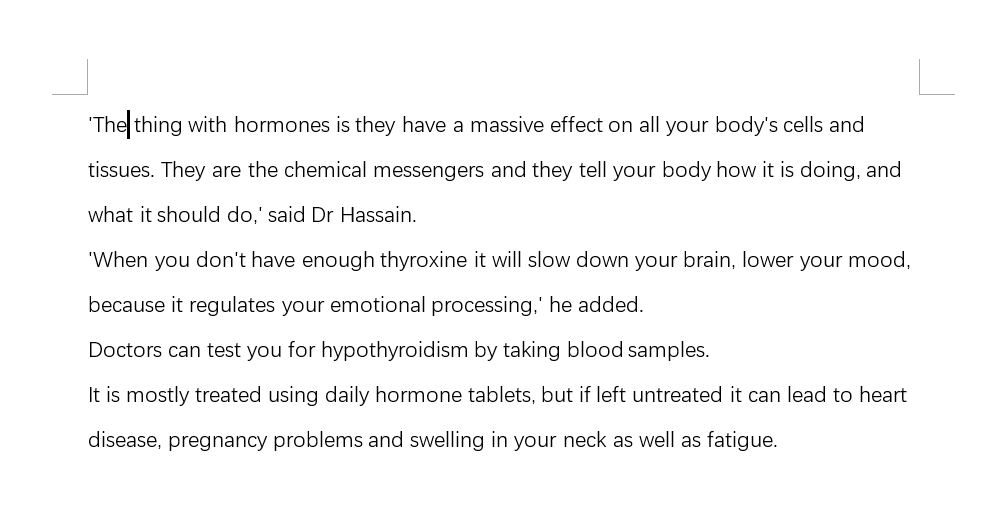 'The thing with hormones is they have a massive effect on all your body's cells and
tissues. They are the chemical messengers and they tell your body how it is doing, and
what it should do,' said Dr Hassain.
'When you don't have enough thyroxine it will slow down your brain, lower your mood,
because it regulates your emotional processing,' he added.
Doctors can test you for hypothyroidism by taking blood samples.
It is mostly treated using daily hormone tablets, but if left untreated it can lead to heart
disease, pregnancy problems and swelling in your neck as well as fatigue.